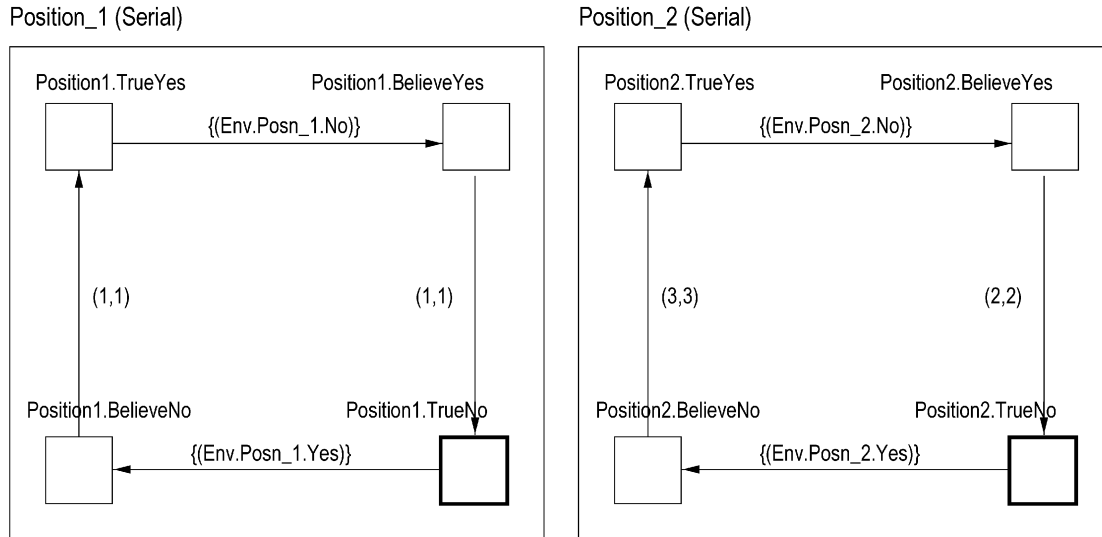 Position_1 (Serial)
Position_2 (Serial)
Position1.TrueYes
Position1.BelieveYes
{(Env.Posn_1.No)}
(1,1)
(1,1)
Position1.BelieveNo
Position1.TrueNo
{(Env.Posn_1.Yes)}
Position2.TrueYes
Position2.BelieveYes
{(Env.Posn_2.No)}
(3,3)
(2,2)
Position2.BelieveNo
Position2.TrueNo
{(Env.Posn_2.Yes)}